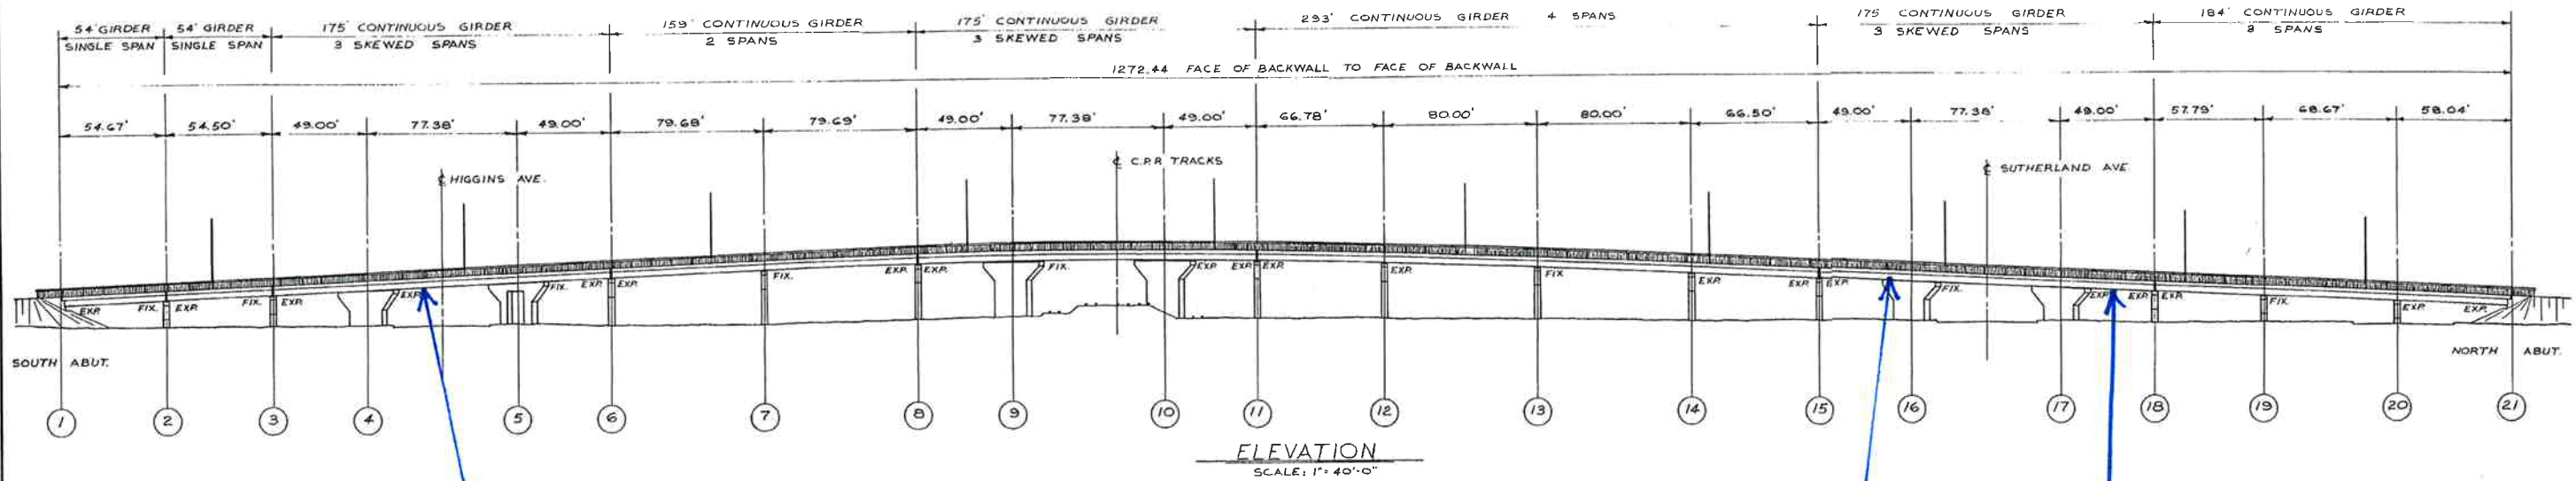 54' GIRDER
SINGLE SPAN
54' GIRDER
SINGLE SPAN
175' CONTINUOUS GIRDER
3 SKEWED SPANS
159' CONTINUOUS GIRDER
2 SPANS
175' CONTINUOUS GIRDER
3 SKEWED SPANS
293' CONTINUOUS GIRDER 4 SPANS
175 CONTINUOUS GIRDER
3 SKEWED SPANS
184' CONTINUOUS GIRDER
3 SPANS
1272.44 FACE OF BACKWALL TO FACE OF BACKWALL
54.67' 54.50' 49.00' 77.38' 49.00' 79.68' 79.69' 49.00' 77.38' 49.00' 66.78' 80.00' 80.00' 66.50' 49.00' 77.38' 49.00' 57.79' 68.67' 58.04'
℄ HIGGINS AVE.
℄ C.P.R TRACKS
℄ SUTHERLAND AVE.
EXP. FIX. EXP. FIX. EXP. EXP. FIX. EXP. EXP. FIX. EXP. EXP. FIX. EXP. EXP. EXP. EXP. FIX EXP. EXP. EXP. FIX. EXP. EXP. EXP. FIX. EXP. EXP.
SOUTH ABUT.
NORTH ABUT.
1 2 3 4 5 6 7 8 9 10 11 12 13 14 15 16 17 18 19 20 21
ELEVATION
SCALE: 1"=40'-0"